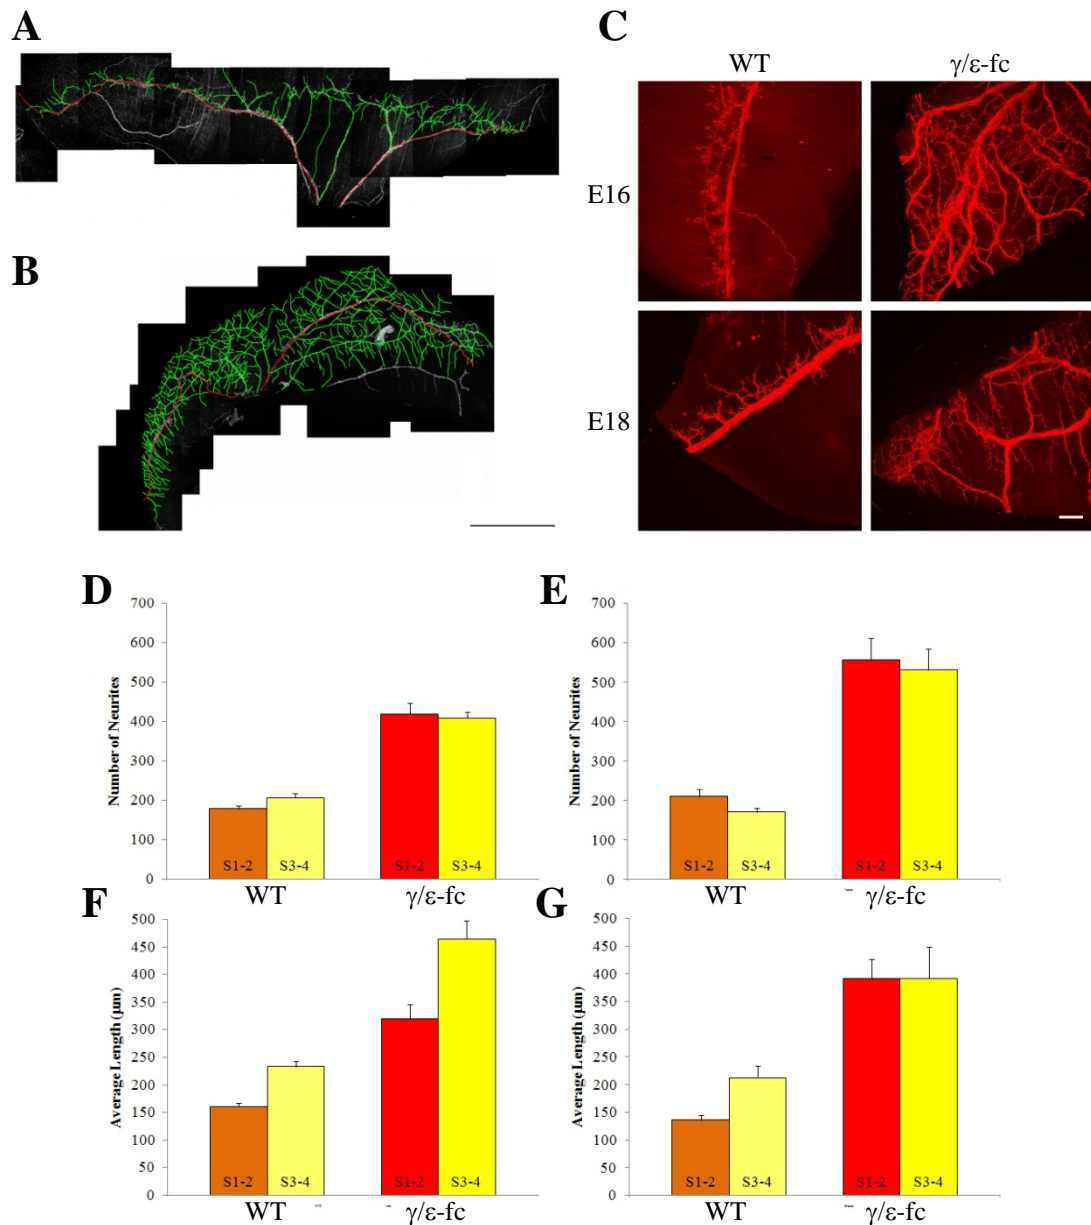 A
C
WT
γ/ε-fc
E16
B
E18
D
700
600
500
400
300
200
100
0
Number of Neurites
S1-2
S3-4
S1-2
S3-4
WT
γ/ε-fc
E
700
600
500
400
300
200
100
0
Number of Neurites
S1-2
S3-4
S1-2
S3-4
WT
γ/ε-fc
F
500
450
400
350
300
250
200
150
100
50
0
Average Length (µm)
S1-2
S3-4
S1-2
S3-4
WT
γ/ε-fc
G
500
450
400
350
300
250
200
150
100
50
0
Average Length (µm)
S1-2
S3-4
S1-2
S3-4
WT
γ/ε-fc